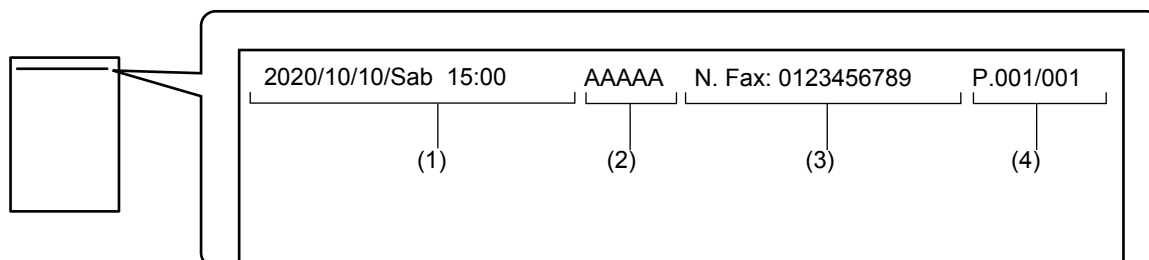 2020/10/10/Sab 15:00 AAAAA N. Fax: 0123456789 P.001/001
(1) (2) (3) (4)